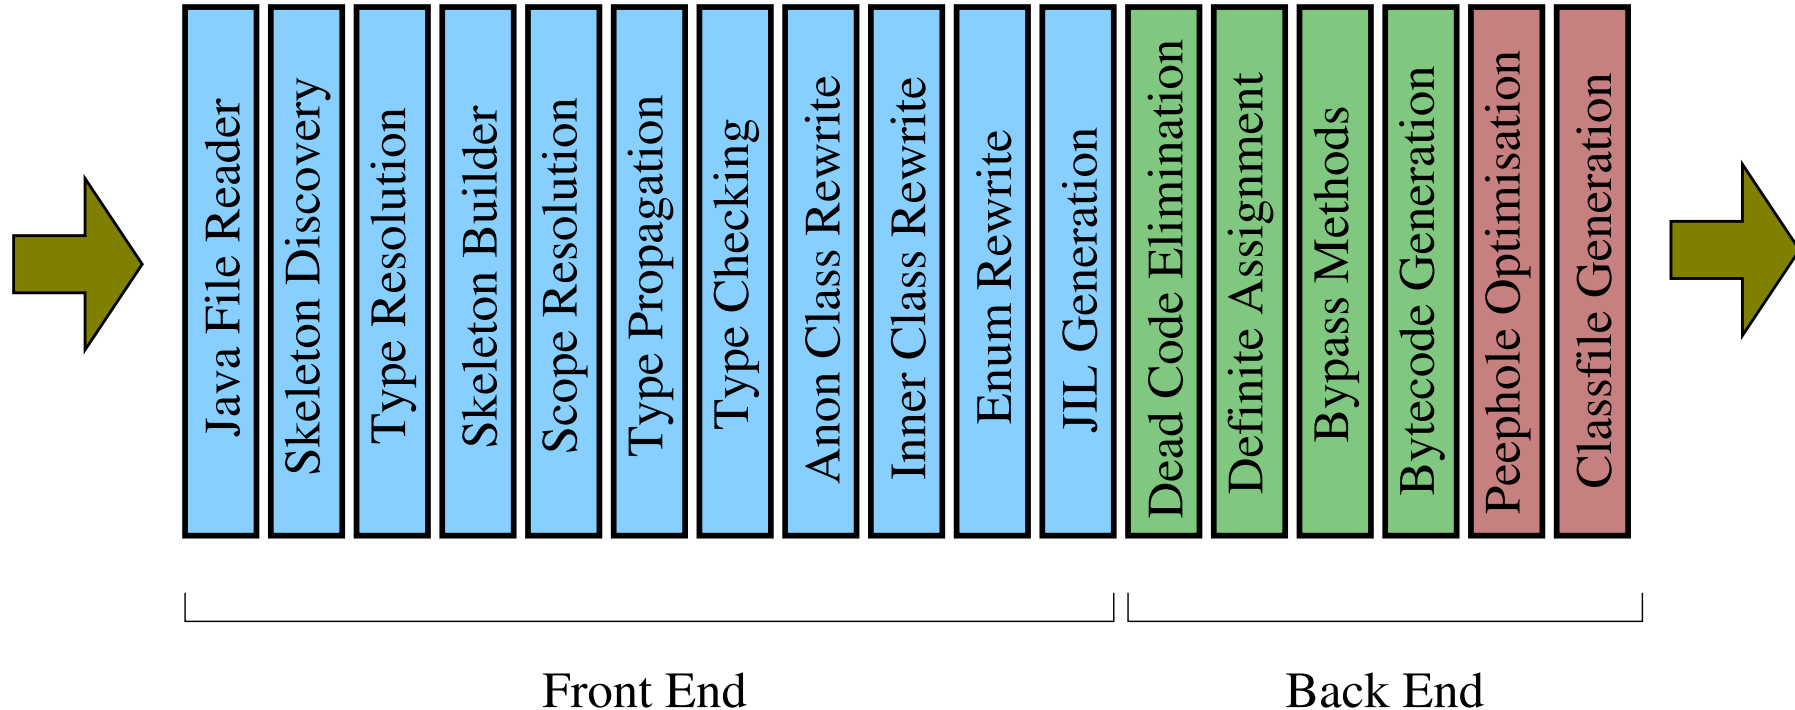 Java File Reader
Skeleton Discovery
Type Resolution
Skeleton Builder
Scope Resolution
Type Propagation
Type Checking
Anon Class Rewrite
Inner Class Rewrite
Enum Rewrite
JIL Generation
Dead Code Elimination
Definite Assignment
Bypass Methods
Bytecode Generation
Peephole Optimisation
Classfile Generation
Front End
Back End